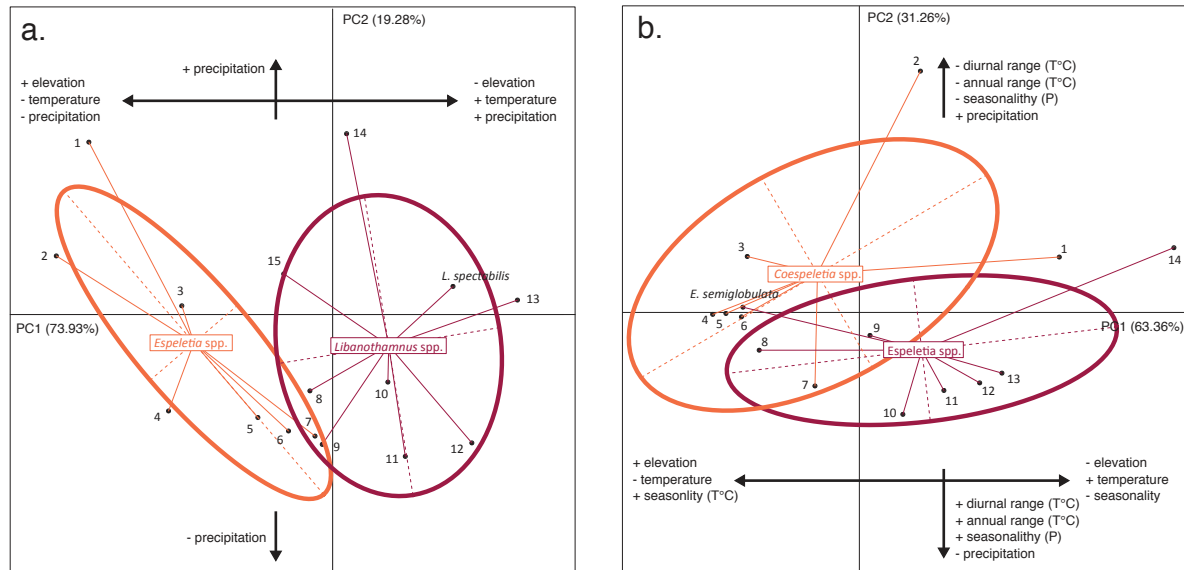 a.
PC2 (19.28%)
+ precipitation
+ elevation
- temperature
- precipitation
- elevation
+ temperature
+ precipitation
1
14
2
15
L. spectabilis
3
13
PC1 (73.93%)
Espeletia spp.
Libanothamnus spp.
8
10
4
5
6
7
9
11
12
- precipitation
b.
PC2 (31.26%)
2
- diurnal range (T°C)
- annual range (T°C)
- seasonalithy (P)
+ precipitation
3
1
14
Coespeletia spp.
E. semiglobulata
4
5
6
9
PC1 (63.36%)
8
Espeletia spp.
7
13
12
11
10
+ elevation
- temperature
+ seasonlity (T°C)
- elevation
+ temperature
- seasonality
+ diurnal range (T°C)
+ annual range (T°C)
+ seasonalithy (P)
- precipitation